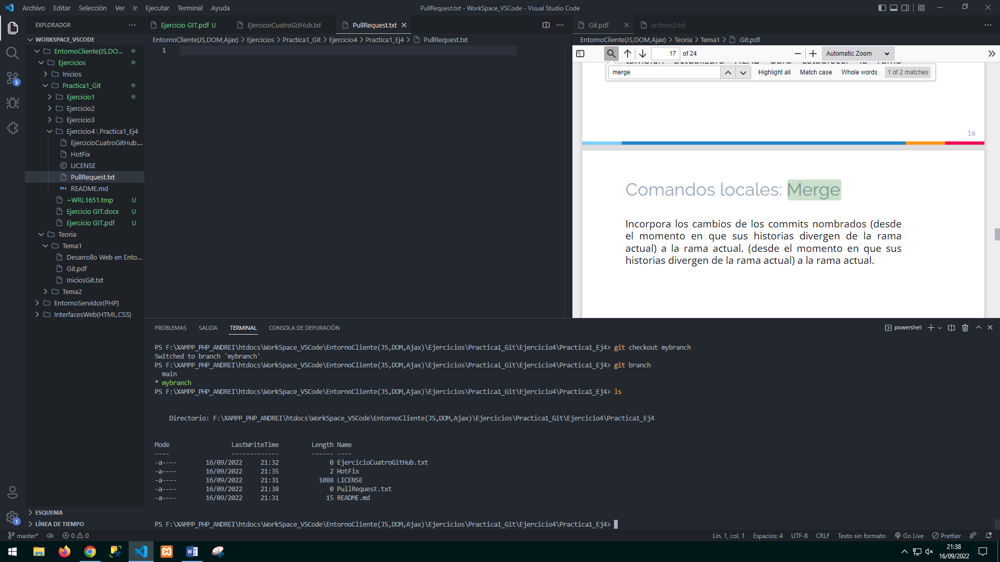 Archivo Editar Selección Ver Ir Ejecutar Terminal Ayuda
PullRequest.txt - WorkSpace_VSCode - Visual Studio Code
EXPLORADOR
WORKSPACE_VSCODE
EntornoCliente(JS,DO...
Ejercicios
Inicios
Practica1_Git
Ejercicio1
Ejercicio2
Ejercicio3
Ejercicio4\Practica1_Ej4
EjercicioCuatroGitHub....
HotFix
LICENSE
PullRequest.txt
README.md
~WRL1651.tmp U
Ejercicio GIT.docx U
Ejercicio GIT.pdf U
Teoria
Tema1
Desarrollo Web en Ento...
Git.pdf
IniciosGit.txt
Tema2
EntornoServidor(PHP)
InterfacesWeb(HTML,CSS)
ESQUEMA
LÍNEA DE TIEMPO
5
1
Ejercicio GIT.pdf U
EjercicioCuatroGitHub.txt
PullRequest.txt
EntornoCliente(JS,DOM,Ajax) > Ejercicios > Practica1_Git > Ejercicio4 > Practica1_Ej4 > PullRequest.txt
1
Git.pdf
archivo2.txt
EntornoCliente(JS,DOM,Ajax) > Teoria > Tema1 > Git.pdf
17 of 24
Automatic Zoom
merge
Highlight all Match case Whole words 1 of 2 matches
16
Comandos locales: Merge
Incorpora los cambios de los commits nombrados (desde
el momento en que sus historias divergen de la rama
actual) a la rama actual. (desde el momento en que sus
historias divergen de la rama actual) a la rama actual.
PROBLEMAS SALIDA TERMINAL CONSOLA DE DEPURACIÓN
powershell
PS F:\XAMPP_PHP_ANDREI\htdocs\WorkSpace_VSCode\EntornoCliente(JS,DOM,Ajax)\Ejercicios\Practica1_Git\Ejercicio4\Practica1_Ej4> git checkout mybranch
Switched to branch 'mybranch'
PS F:\XAMPP_PHP_ANDREI\htdocs\WorkSpace_VSCode\EntornoCliente(JS,DOM,Ajax)\Ejercicios\Practica1_Git\Ejercicio4\Practica1_Ej4> git branch
main
* mybranch
PS F:\XAMPP_PHP_ANDREI\htdocs\WorkSpace_VSCode\EntornoCliente(JS,DOM,Ajax)\Ejercicios\Practica1_Git\Ejercicio4\Practica1_Ej4> ls
Directorio: F:\XAMPP_PHP_ANDREI\htdocs\WorkSpace_VSCode\EntornoCliente(JS,DOM,Ajax)\Ejercicios\Practica1_Git\Ejercicio4\Practica1_Ej4
Mode LastWriteTime Length Name
---- ------------- ------ ----
-a---- 16/09/2022 21:32 0 EjercicioCuatroGitHub.txt
-a---- 16/09/2022 21:35 2 HotFix
-a---- 16/09/2022 21:31 1088 LICENSE
-a---- 16/09/2022 21:38 0 PullRequest.txt
-a---- 16/09/2022 21:31 15 README.md
PS F:\XAMPP_PHP_ANDREI\htdocs\WorkSpace_VSCode\EntornoCliente(JS,DOM,Ajax)\Ejercicios\Practica1_Git\Ejercicio4\Practica1_Ej4>
master* 0 0
Lín. 1, col. 1 Espacios: 4 UTF-8 CRLF Texto sin formato Go Live Prettier
21:38
16/09/2022